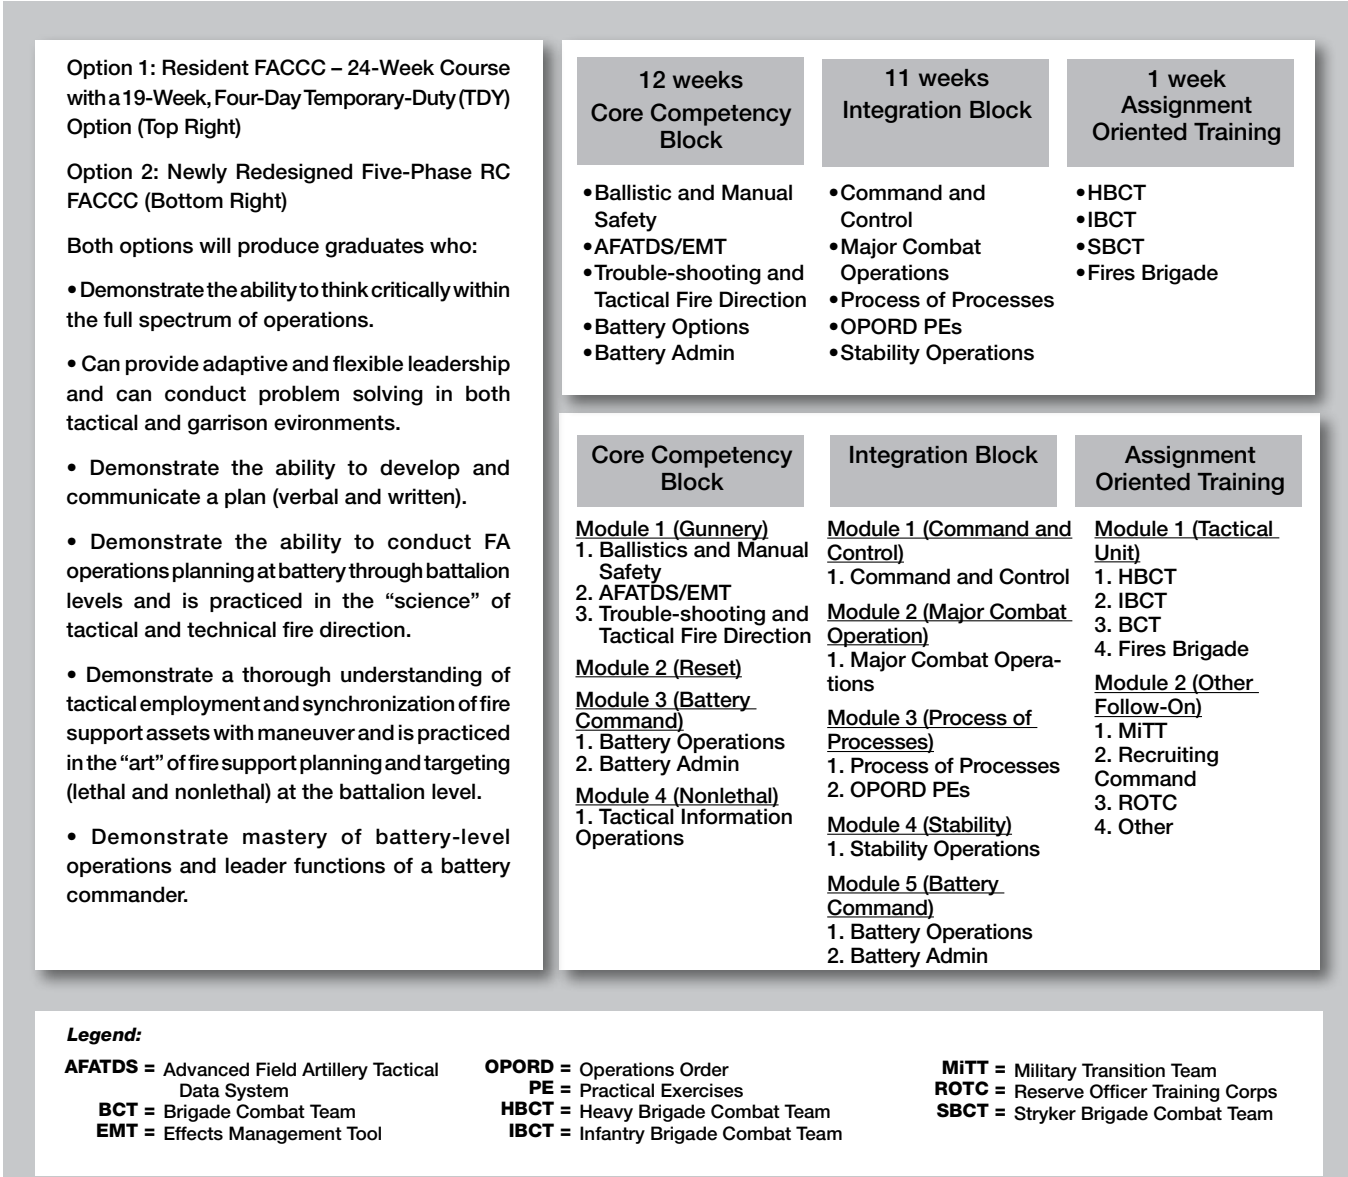 Option 1: Resident FACCC – 24-Week Course
with a 19-Week, Four-Day Temporary-Duty (TDY)
Option (Top Right)
Option 2: Newly Redesigned Five-Phase RC
FACCC (Bottom Right)
Both options will produce graduates who:
• Demonstrate the ability to think critically within
the full spectrum of operations.
• Can provide adaptive and flexible leadership
and can conduct problem solving in both
tactical and garrison evironments.
• Demonstrate the ability to develop and
communicate a plan (verbal and written).
• Demonstrate the ability to conduct FA
operations planning at battery through battalion
levels and is practiced in the “science” of
tactical and technical fire direction.
• Demonstrate a thorough understanding of
tactical employment and synchronization of fire
support assets with maneuver and is practiced
in the “art” of fire support planning and targeting
(lethal and nonlethal) at the battalion level.
• Demonstrate mastery of battery-level
operations and leader functions of a battery
commander.
12 weeks
Core Competency
Block
•Ballistic and Manual
Safety
•AFATDS/EMT
•Trouble-shooting and
Tactical Fire Direction
•Battery Options
•Battery Admin
11 weeks
Integration Block
•Command and
Control
•Major Combat
Operations
•Process of Processes
•OPORD PEs
•Stability Operations
1 week
Assignment
Oriented Training
•HBCT
•IBCT
•SBCT
•Fires Brigade
Core Competency
Block
Module 1 (Gunnery)
1. Ballistics and Manual
Safety
2. AFATDS/EMT
3. Trouble-shooting and
Tactical Fire Direction
Module 2 (Reset)
Module 3 (Battery
Command)
1. Battery Operations
2. Battery Admin
Module 4 (Nonlethal)
1. Tactical Information
Operations
Integration Block
Module 1 (Command and
Control)
1. Command and Control
Module 2 (Major Combat
Operation)
1. Major Combat Opera-
tions
Module 3 (Process of
Processes)
1. Process of Processes
2. OPORD PEs
Module 4 (Stability)
1. Stability Operations
Module 5 (Battery
Command)
1. Battery Operations
2. Battery Admin
Assignment
Oriented Training
Module 1 (Tactical
Unit)
1. HBCT
2. IBCT
3. BCT
4. Fires Brigade
Module 2 (Other
Follow-On)
1. MiTT
2. Recruiting
Command
3. ROTC
4. Other
Legend:
AFATDS = Advanced Field Artillery Tactical
Data System
BCT = Brigade Combat Team
EMT = Effects Management Tool
OPORD = Operations Order
PE = Practical Exercises
HBCT = Heavy Brigade Combat Team
IBCT = Infantry Brigade Combat Team
MiTT = Military Transition Team
ROTC = Reserve Officer Training Corps
SBCT = Stryker Brigade Combat Team